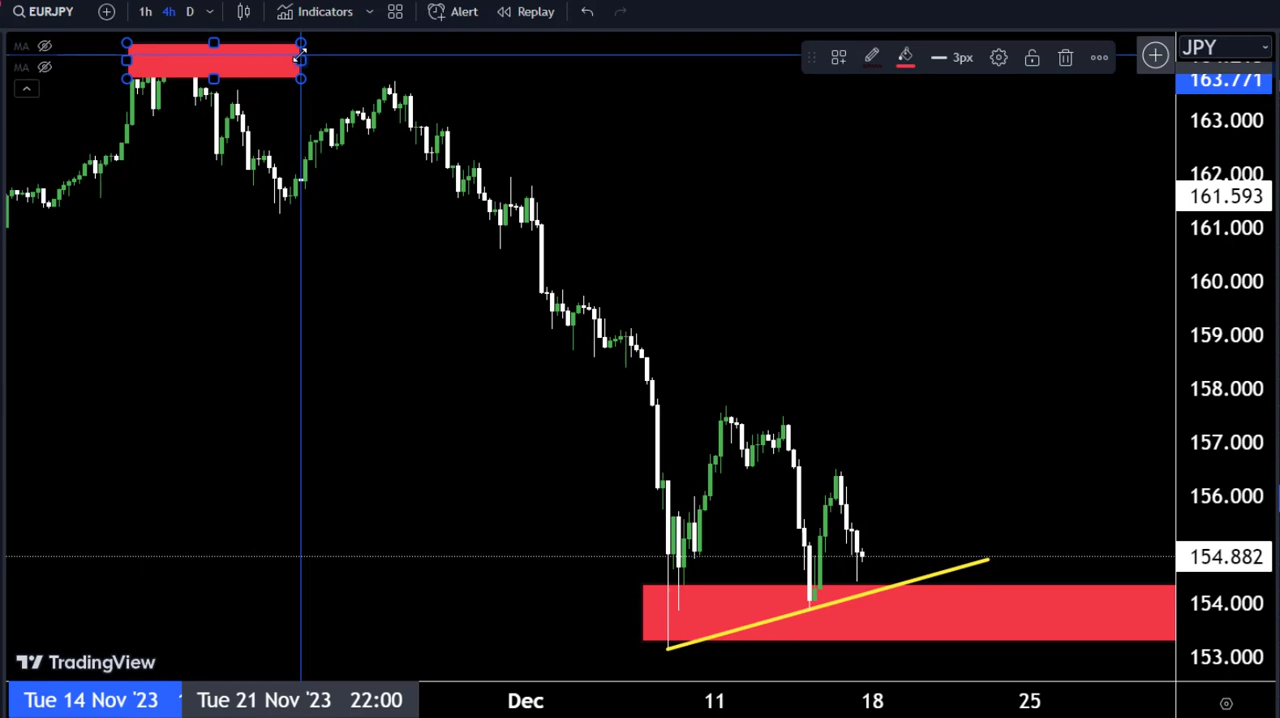 EURJPY 1h 4h D Indicators Alert Replay
MA
MA
3px
JPY
163.771
163.000
162.000
161.593
161.000
160.000
159.000
158.000
157.000
156.000
154.882
154.000
153.000
TradingView
Tue 14 Nov '23 Tue 21 Nov '23 22:00 Dec 11 18 25